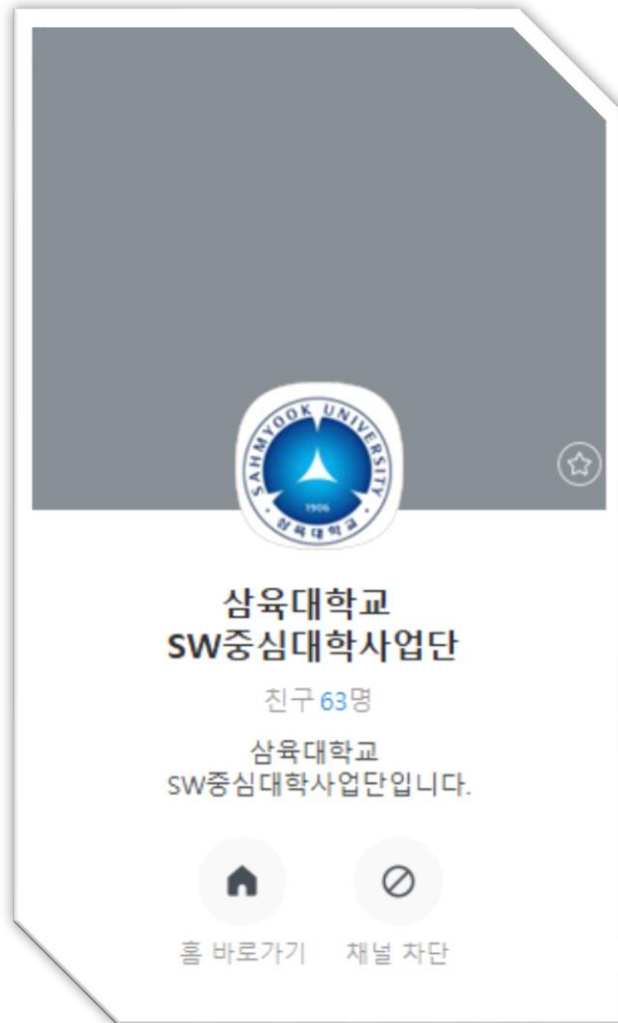 SAHMYOOK UNIVERSITY
1906
삼육대학교
삼육대학교
SW중심대학사업단
친구 63명
삼육대학교
SW중심대학사업단입니다.
홈 바로가기
채널 차단